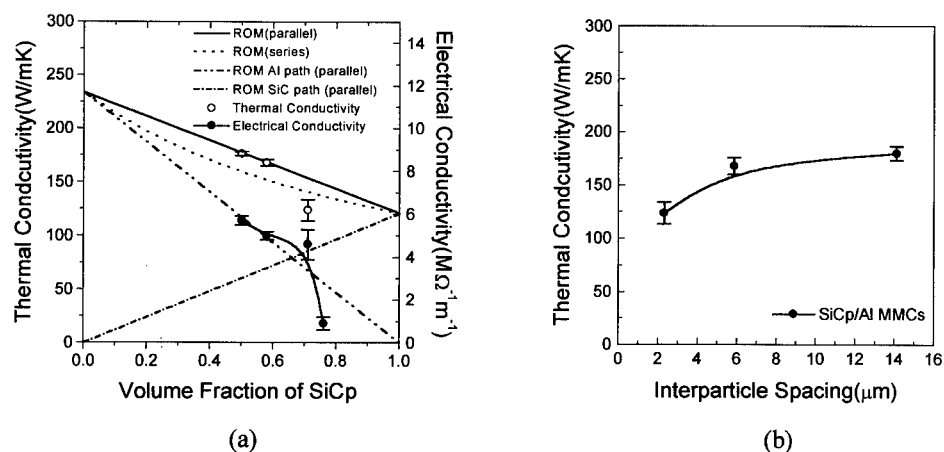 300
250
200
150
100
50
0
Thermal Condcutivity(W/mK)
ROM(parallel)
ROM(series)
ROM Al path (parallel)
ROM SiC path (parallel)
Thermal Conductivity
Electrical Conductivity
14
12
10
8
6
4
2
0
Electrical Conductivity(MΩ⁻¹m⁻¹)
0.0 0.2 0.4 0.6 0.8 1.0
Volume Fraction of SiCp
(a)
300
250
200
150
100
50
0
Thermal Condcutivity(W/mK)
SiCp/Al MMCs
0 2 4 6 8 10 12 14 16
Interparticle Spacing(μm)
(b)